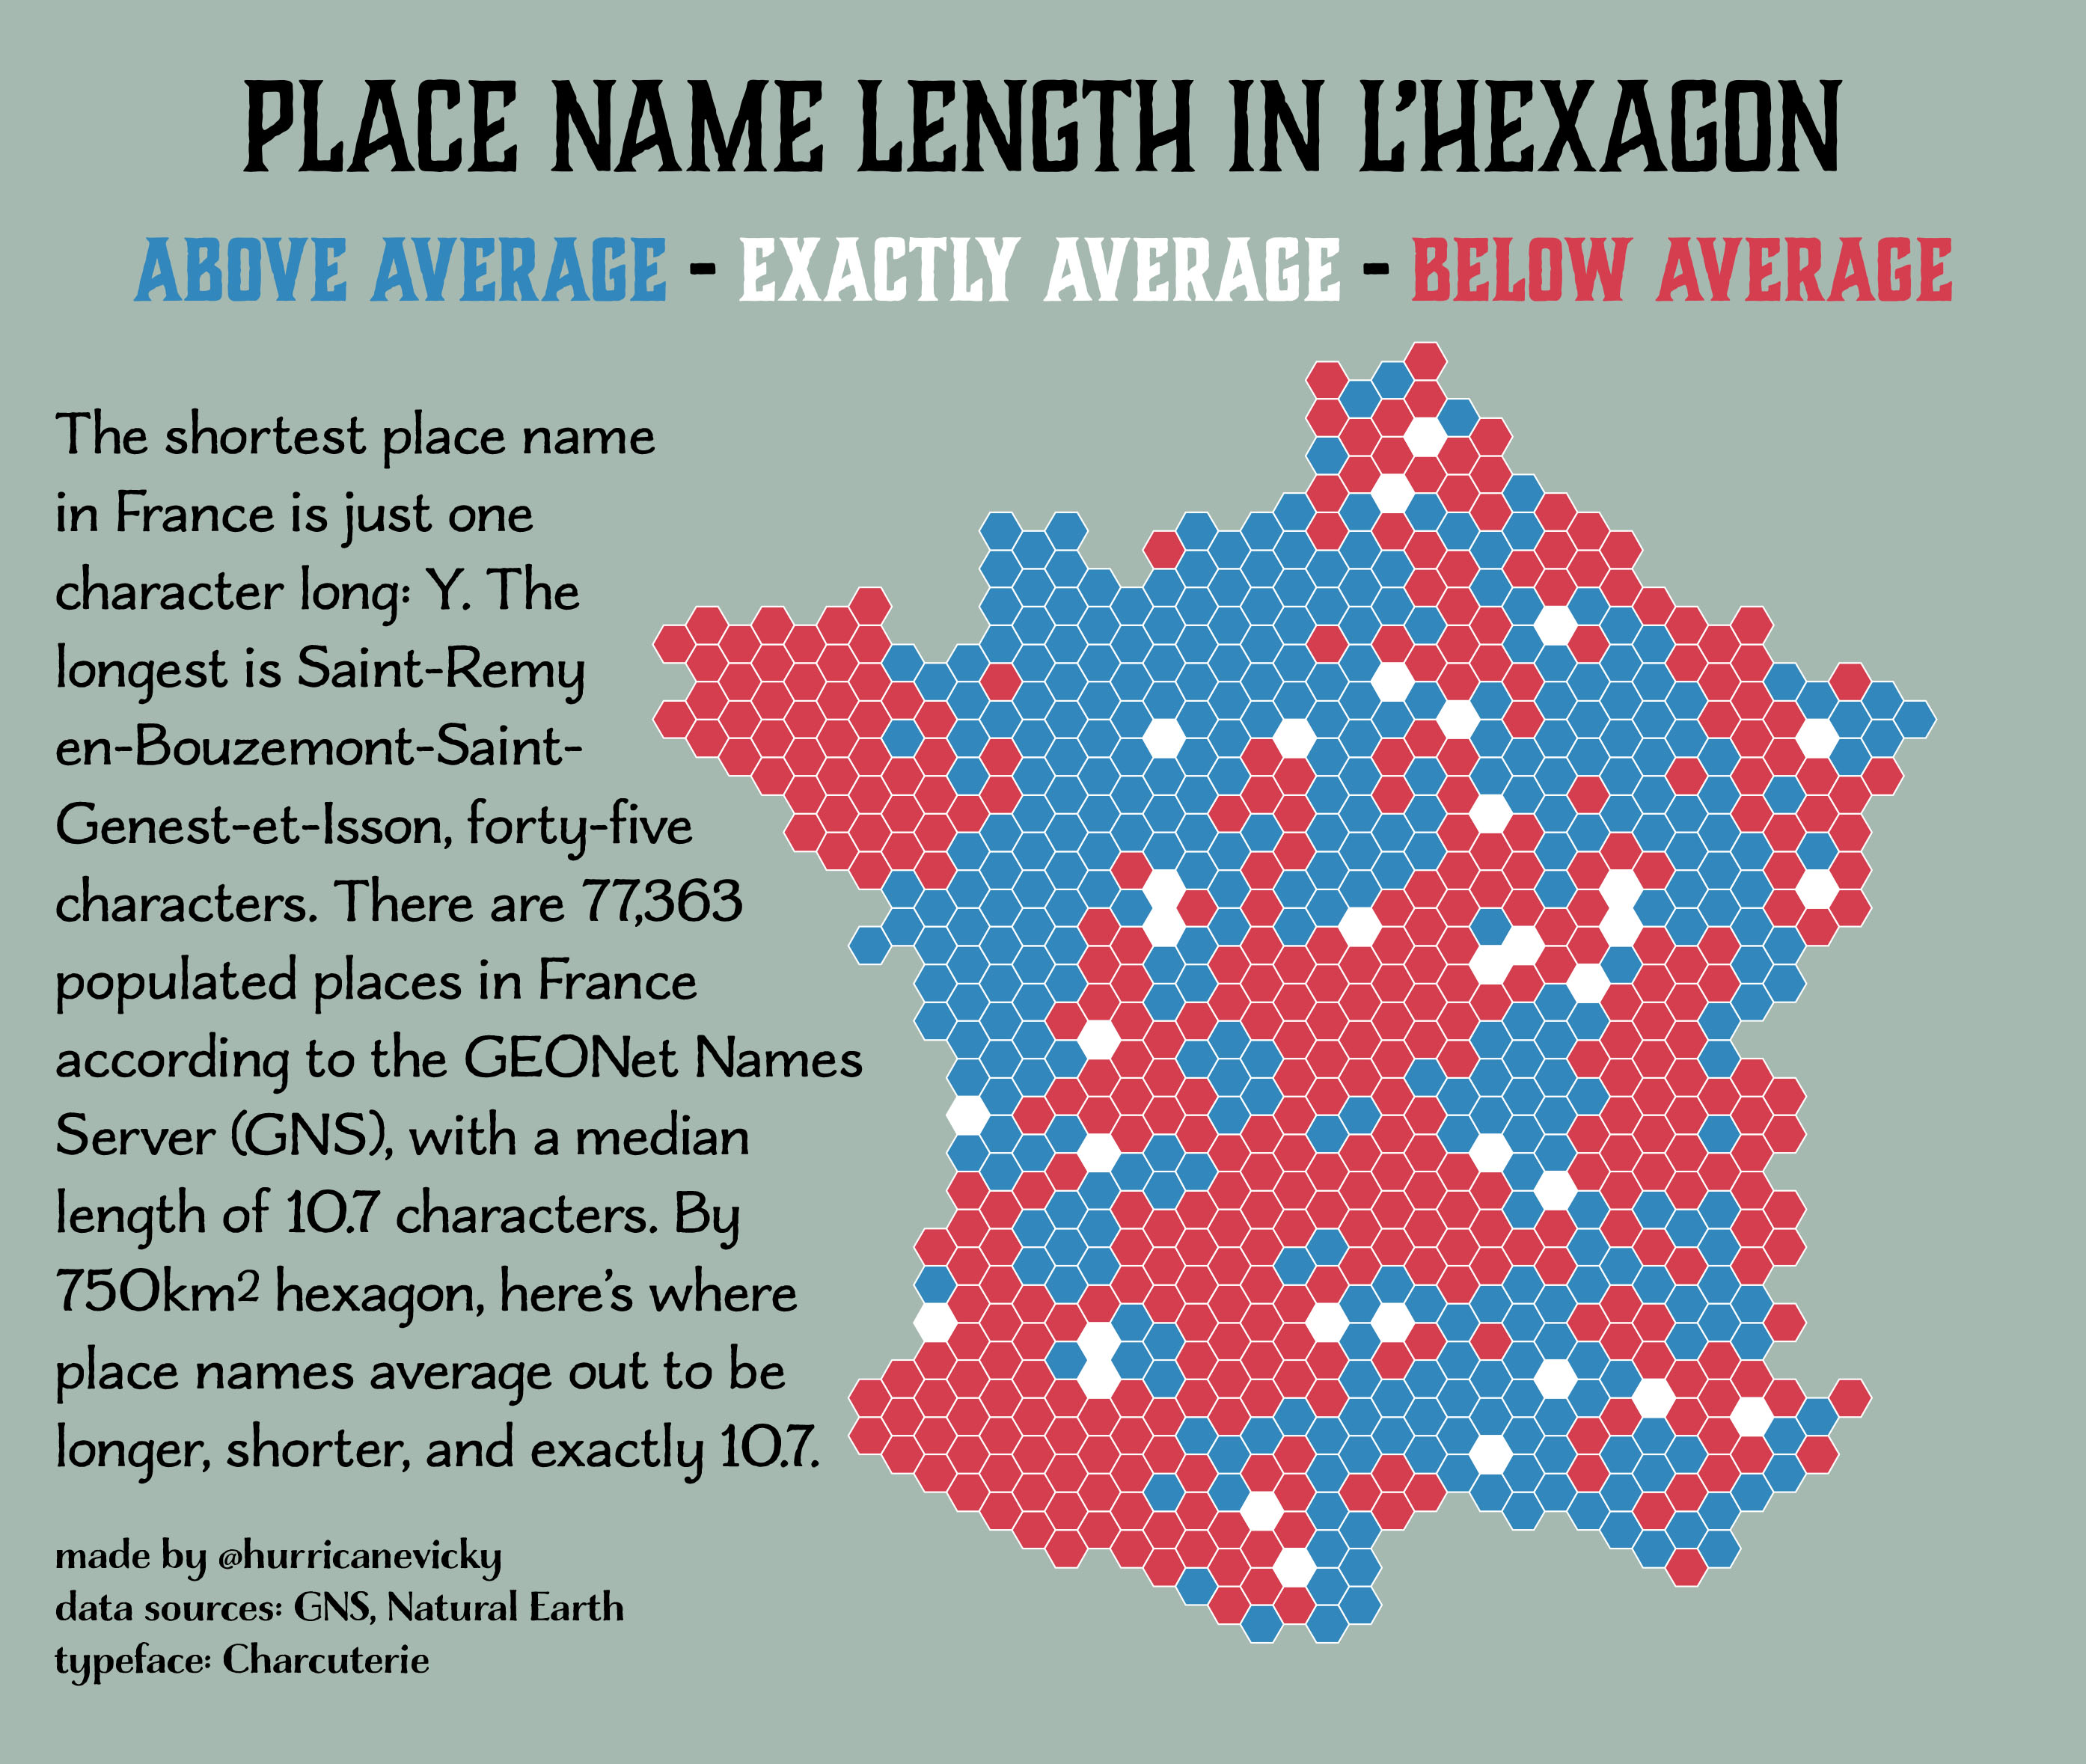 PLACE NAME LENGTH IN L'HEXAGON
ABOVE AVERAGE - EXACTLY AVERAGE - BELOW AVERAGE
The shortest place name
in France is just one
character long: Y. The
longest is Saint-Remy
en-Bouzemont-Saint-
Genest-et-Isson, forty-five
characters. There are 77,363
populated places in France
according to the GEONet Names
Server (GNS), with a median
length of 10.7 characters. By
750km² hexagon, here's where
place names average out to be
longer, shorter, and exactly 10.7.
made by @hurricanevicky
data sources: GNS, Natural Earth
typeface: Charcuterie